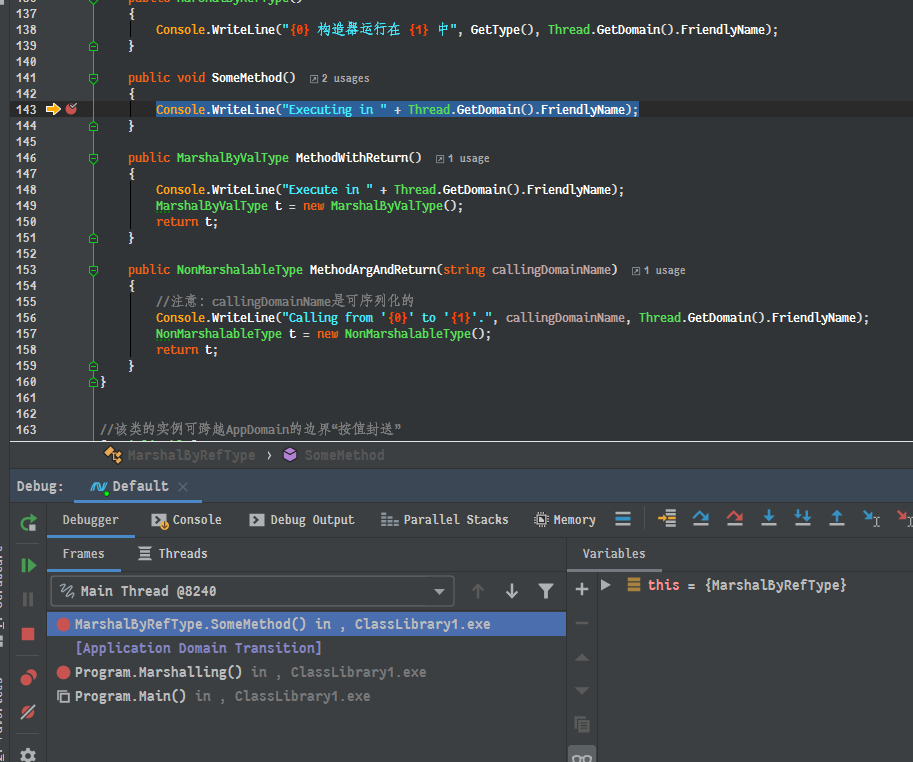 136 public MarshalByRefType()
137 {
138 Console.WriteLine("{0} 构造器运行在 {1} 中", GetType(), Thread.GetDomain().FriendlyName);
139 }
140
141 public void SomeMethod() 2 usages
142 {
143 Console.WriteLine("Executing in " + Thread.GetDomain().FriendlyName);
144 }
145
146 public MarshalByValType MethodWithReturn() 1 usage
147 {
148 Console.WriteLine("Execute in " + Thread.GetDomain().FriendlyName);
149 MarshalByValType t = new MarshalByValType();
150 return t;
151 }
152
153 public NonMarshalableType MethodArgAndReturn(string callingDomainName) 1 usage
154 {
155 //注意: callingDomainName是可序列化的
156 Console.WriteLine("Calling from '{0}' to '{1}'.", callingDomainName, Thread.GetDomain().FriendlyName);
157 NonMarshalableType t = new NonMarshalableType();
158 return t;
159 }
160 }
161
162
163 //该类的实例可跨越AppDomain的边界“按值封送”
MarshalByRefType › SomeMethod
Debug: Default
Debugger Console Debug Output Parallel Stacks Memory
Frames Threads Variables
Main Thread @8240
this = {MarshalByRefType}
MarshalByRefType.SomeMethod() in , ClassLibrary1.exe
[Application Domain Transition]
Program.Marshalling() in , ClassLibrary1.exe
Program.Main() in , ClassLibrary1.exe